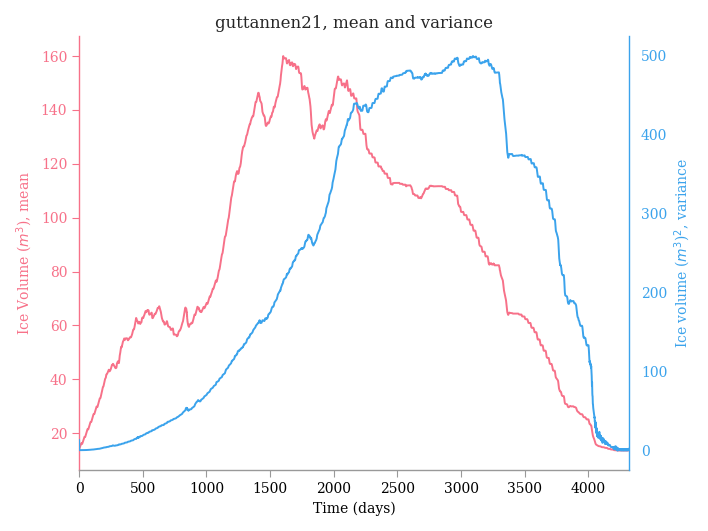 guttannen21, mean and variance
160
140
120
100
80
60
40
20
Ice Volume (m³), mean
500
400
300
200
100
0
Ice volume (m³)², variance
0 500 1000 1500 2000 2500 3000 3500 4000
Time (days)